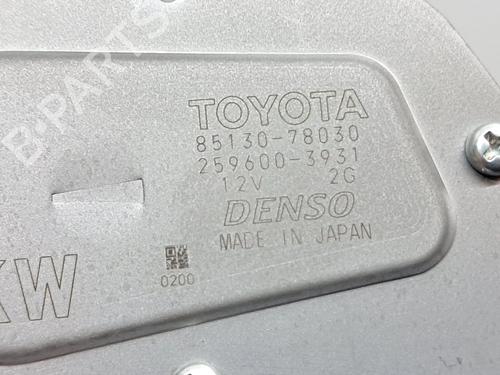 B-PARTS
TOYOTA
85130-78030
259600-3931
12V 2G
DENSO
MADE IN JAPAN
0200
KW